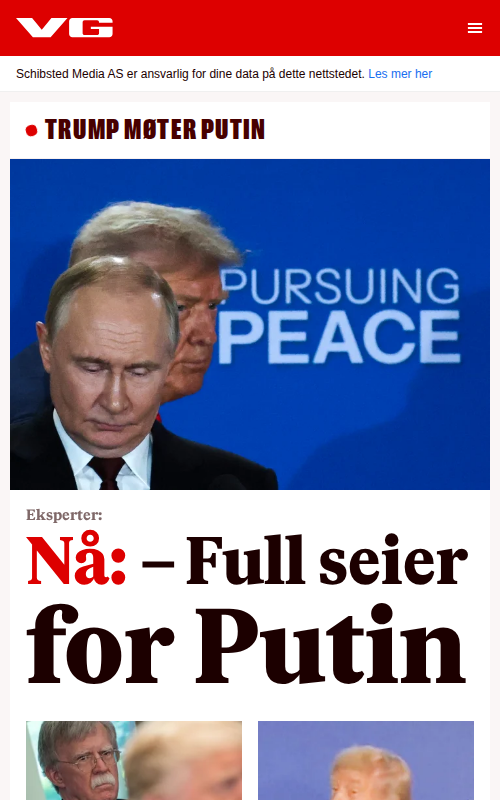 VG
Schibsted Media AS er ansvarlig for dine data på dette nettstedet. Les mer her
TRUMP MØTER PUTIN
PURSUING
PEACE
Eksperter:
Nå: – Full seier
for Putin